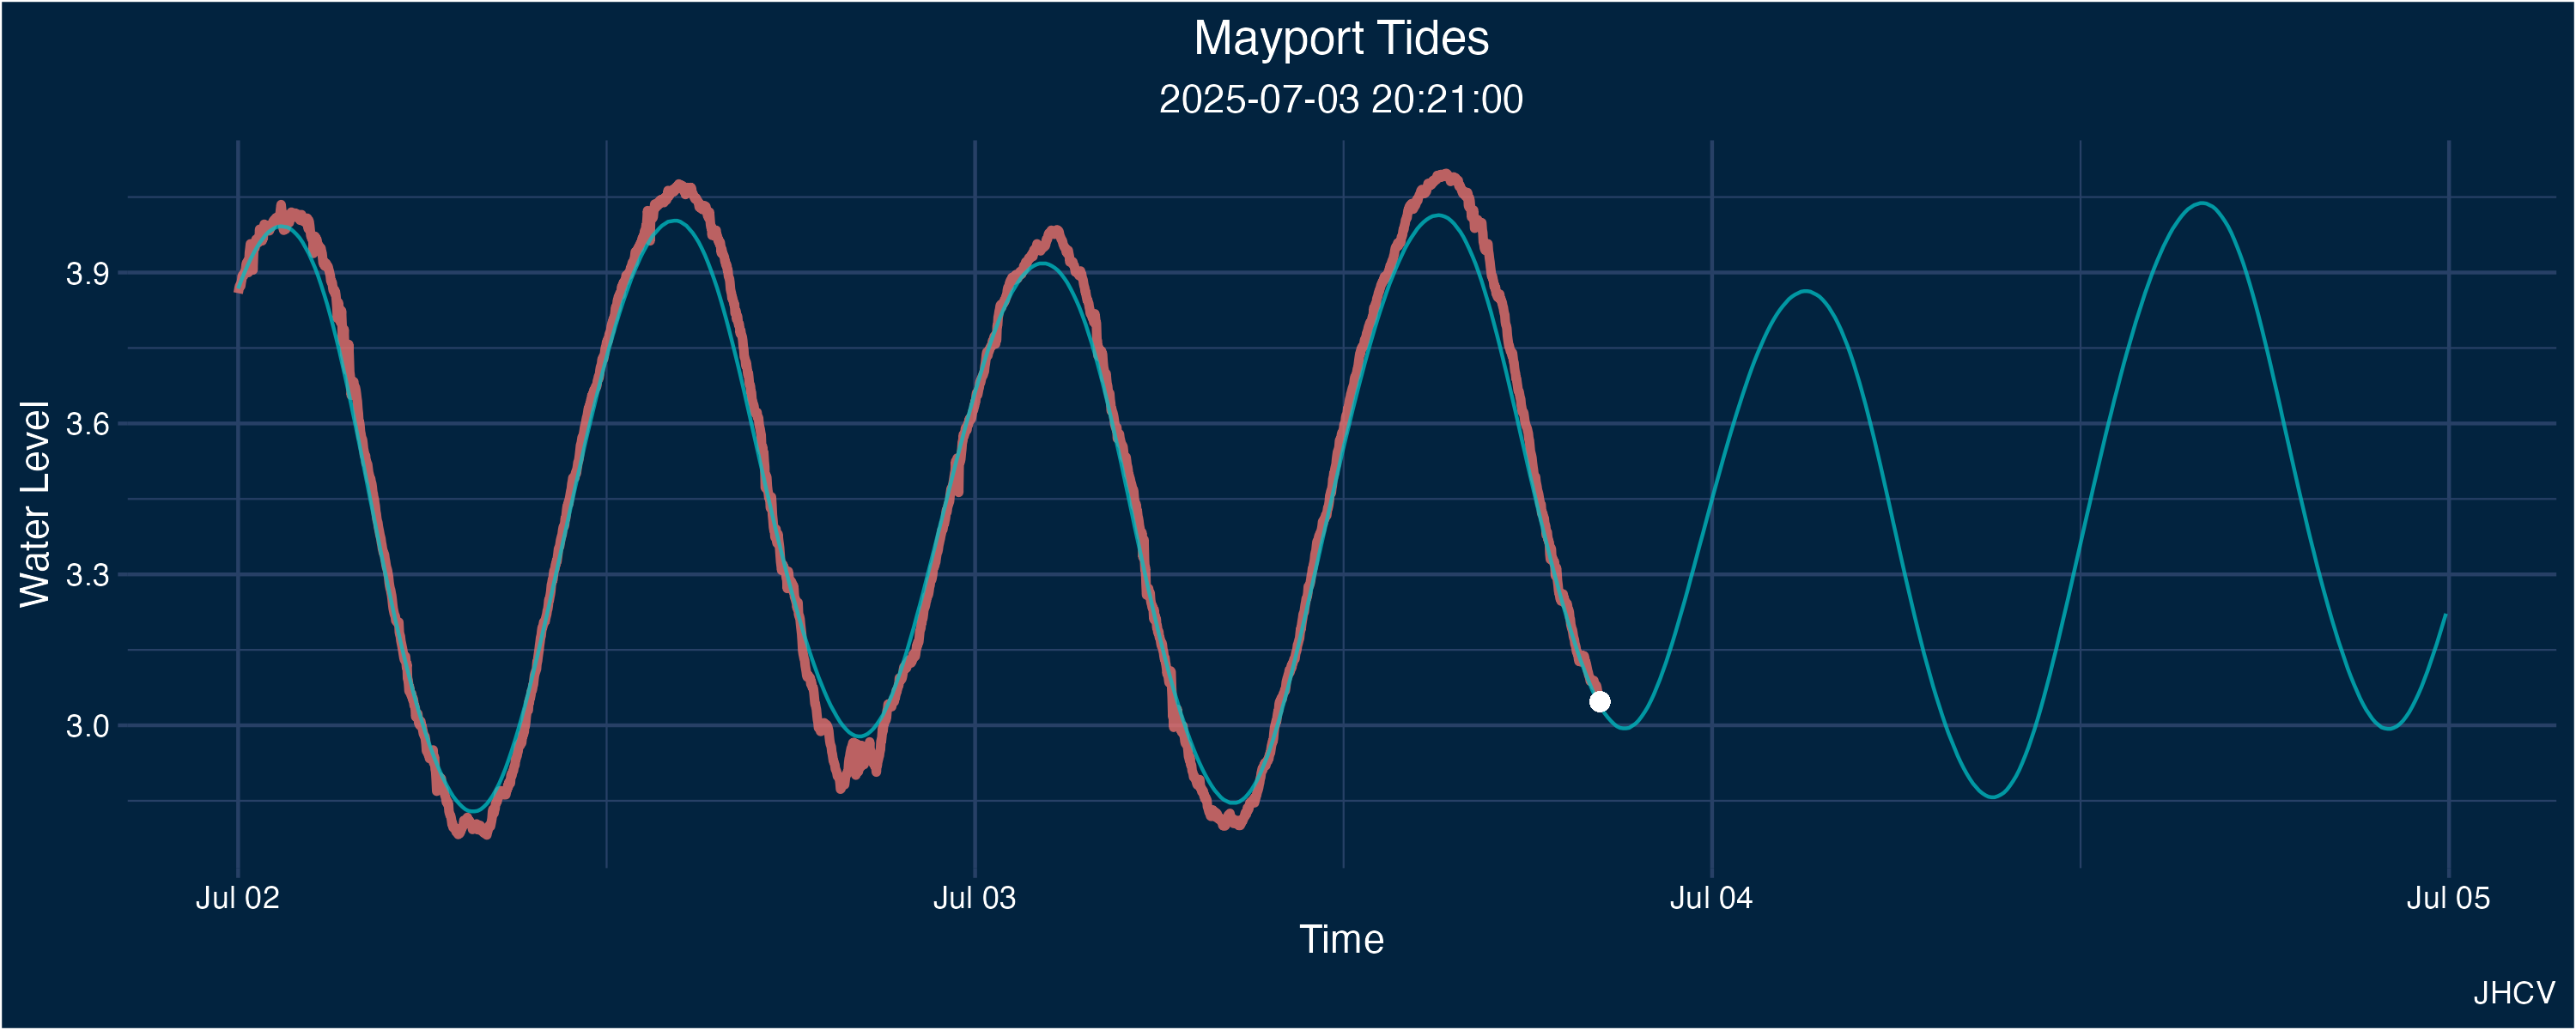 Mayport Tides
2025-07-03 20:21:00
Water Level
3.9
3.6
3.3
3.0
Jul 02
Jul 03
Jul 04
Jul 05
Time
JHCV